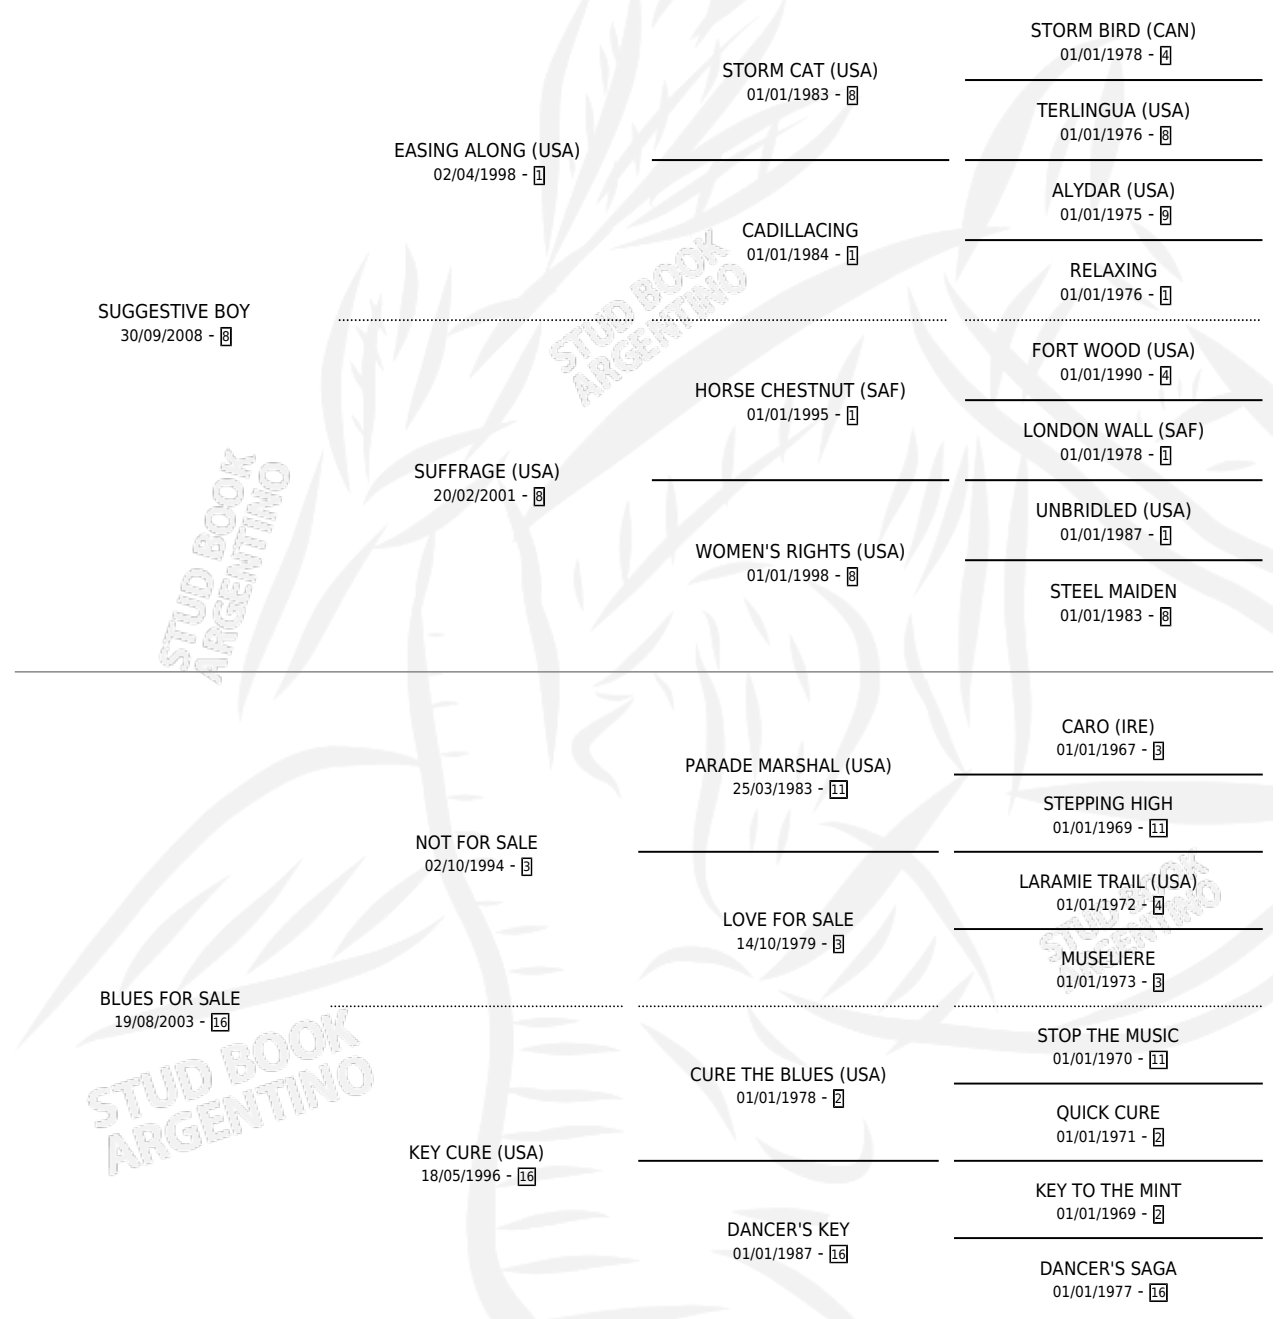 STORM BIRD (CAN)
01/01/1978 - 4
STORM CAT (USA)
01/01/1983 - 8
TERLINGUA (USA)
01/01/1976 - 8
EASING ALONG (USA)
02/04/1998 - 1
ALYDAR (USA)
01/01/1975 - 9
CADILLACING
01/01/1984 - 1
RELAXING
01/01/1976 - 1
SUGGESTIVE BOY
30/09/2008 - 8
FORT WOOD (USA)
01/01/1990 - 4
HORSE CHESTNUT (SAF)
01/01/1995 - 1
LONDON WALL (SAF)
01/01/1978 - 1
SUFFRAGE (USA)
20/02/2001 - 8
UNBRIDLED (USA)
01/01/1987 - 1
WOMEN'S RIGHTS (USA)
01/01/1998 - 8
STEEL MAIDEN
01/01/1983 - 8
CARO (IRE)
01/01/1967 - 3
PARADE MARSHAL (USA)
25/03/1983 - 11
STEPPING HIGH
01/01/1969 - 11
NOT FOR SALE
02/10/1994 - 3
LARAMIE TRAIL (USA)
01/01/1972 - 4
LOVE FOR SALE
14/10/1979 - 3
MUSELIERE
01/01/1973 - 3
BLUES FOR SALE
19/08/2003 - 16
STOP THE MUSIC
01/01/1970 - 11
CURE THE BLUES (USA)
01/01/1978 - 2
QUICK CURE
01/01/1971 - 2
KEY CURE (USA)
18/05/1996 - 16
KEY TO THE MINT
01/01/1969 - 2
DANCER'S KEY
01/01/1987 - 16
DANCER'S SAGA
01/01/1977 - 16
STUD BOOK
ARGENTINO
STUD BOOK
ARGENTINO
STUD BOOK
ARGENTINO
STUD BOOK
ARGENTINO